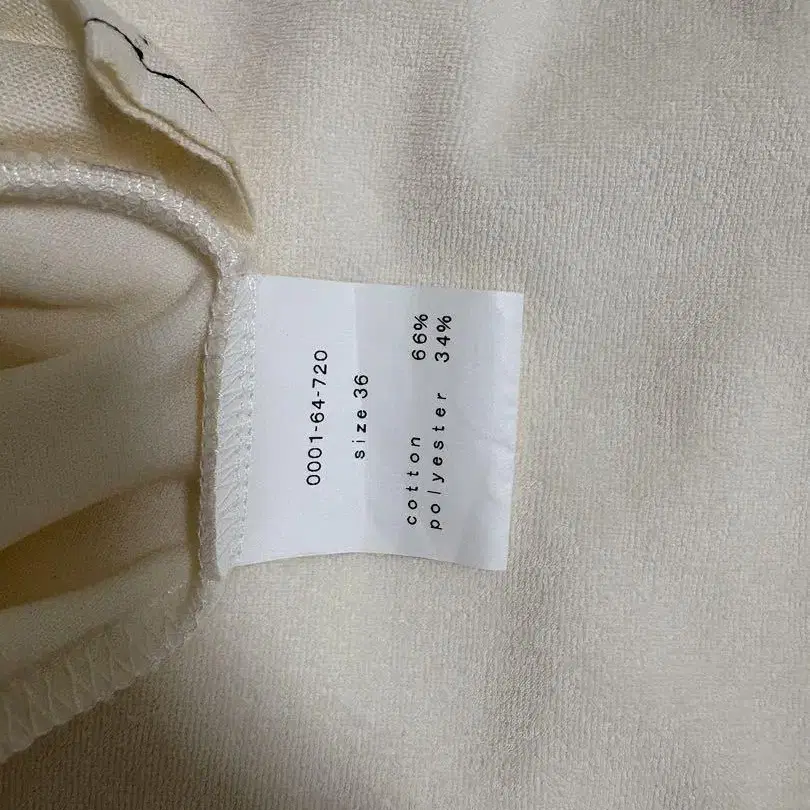 0001-64-720
size 36
cotton 66%
polyester 34%